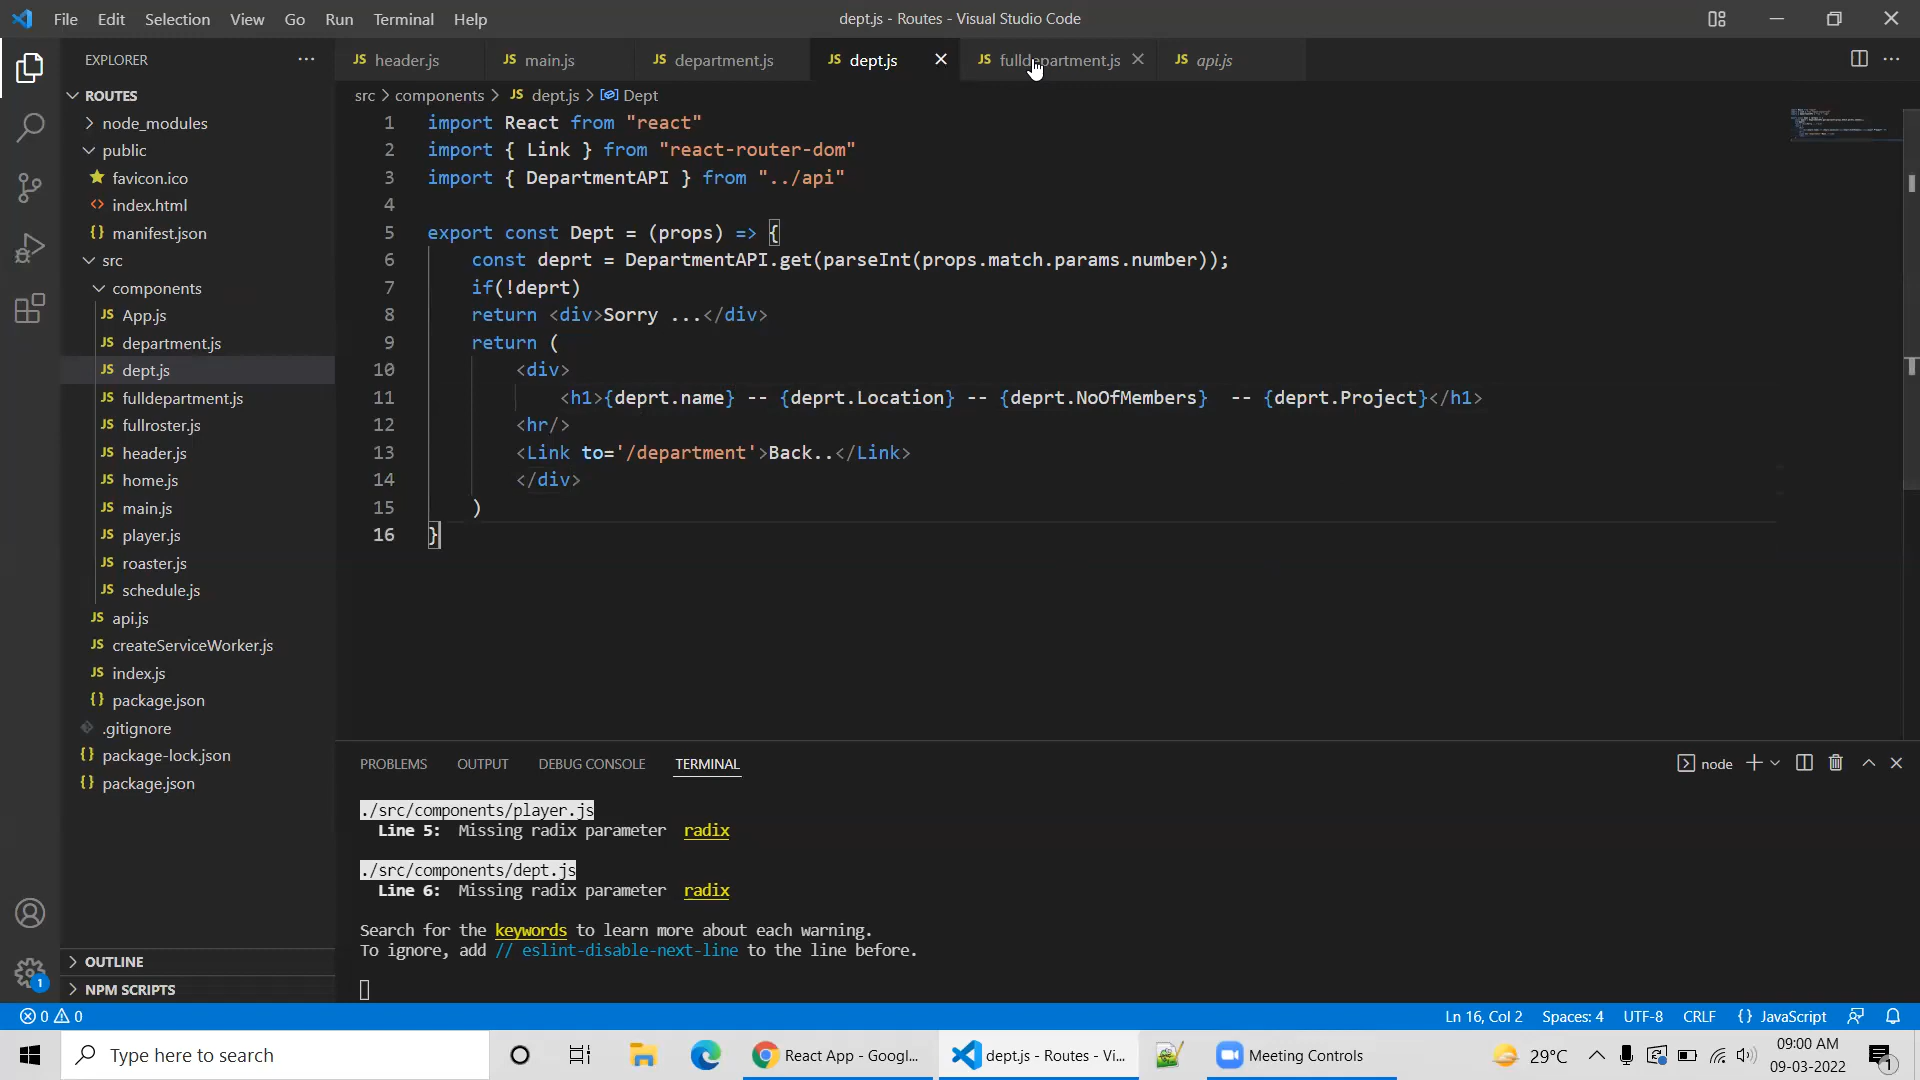 File Edit Selection View Go Run Terminal Help
dept.js - Routes - Visual Studio Code
EXPLORER
header.js
main.js
department.js
dept.js
fulldepartment.js
api.js
src > components > JS dept.js > Dept
ROUTES
node_modules
public
favicon.ico
index.html
manifest.json
src
components
App.js
department.js
dept.js
fulldepartment.js
fullroster.js
header.js
home.js
main.js
player.js
roaster.js
schedule.js
api.js
createServiceWorker.js
index.js
package.json
.gitignore
package-lock.json
package.json
OUTLINE
NPM SCRIPTS
1 import React from "react"
2 import { Link } from "react-router-dom"
3 import { DepartmentAPI } from "../api"
4
5 export const Dept = (props) => {
6 const deprt = DepartmentAPI.get(parseInt(props.match.params.number));
7 if(!deprt)
8 return <div>Sorry ...</div>
9 return (
10 <div>
11 <h1>{deprt.name} -- {deprt.Location} -- {deprt.NoOfMembers}  -- {deprt.Project}</h1>
12 <hr/>
13 <Link to='/department'>Back..</Link>
14 </div>
15 )
16 }
PROBLEMS OUTPUT DEBUG CONSOLE TERMINAL
node
./src/components/player.js
Line 5:  Missing radix parameter  radix
./src/components/dept.js
Line 6:  Missing radix parameter  radix
Search for the keywords to learn more about each warning.
To ignore, add // eslint-disable-next-line to the line before.
1
0 0
Ln 16, Col 2 Spaces: 4 UTF-8 CRLF {} JavaScript
Type here to search
React App - Googl...
dept.js - Routes - Vi...
Meeting Controls
29°C
09:00 AM
09-03-2022
1